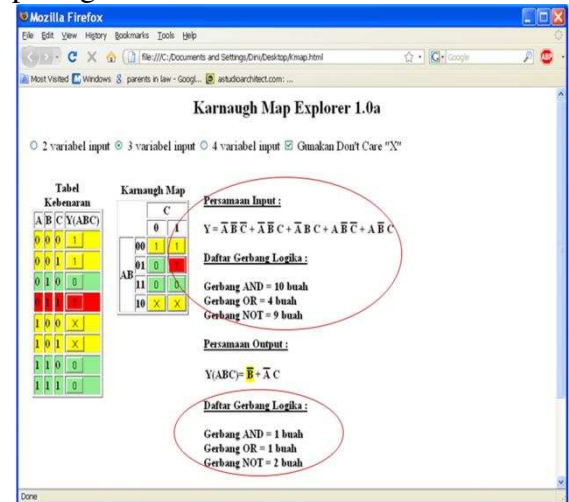 Mozilla Firefox
File Edit View History Bookmarks Tools Help
file:///C:/Documents and Settings/Dini/Desktop/Kmap.html
Google
ABP
Most Visited Windows parents in law - Googl... astudioarchitect.com: ...
Karnaugh Map Explorer 1.0a
2 variabel input 3 variabel input 4 variabel input Gunakan Don't Care "X"
Tabel Kebenaran
A B C Y(ABC)
0 0 0 1
0 0 1 1
0 1 0 0
0 1 1 1
1 0 0 X
1 0 1 X
1 1 0 0
1 1 1 0
Karnaugh Map
C
0 1
AB
00 1 1
01 0 1
11 0 0
10 X X
Persamaan Input :
Y = A̅ B̅ C̅ + A̅ B̅ C + A̅ B C + A B̅ C̅ + A B̅ C
Daftar Gerbang Logika :
Gerbang AND = 10 buah
Gerbang OR = 4 buah
Gerbang NOT = 9 buah
Persamaan Output :
Y(ABC)= B̅ + A̅ C
Daftar Gerbang Logika :
Gerbang AND = 1 buah
Gerbang OR = 1 buah
Gerbang NOT = 2 buah
Done